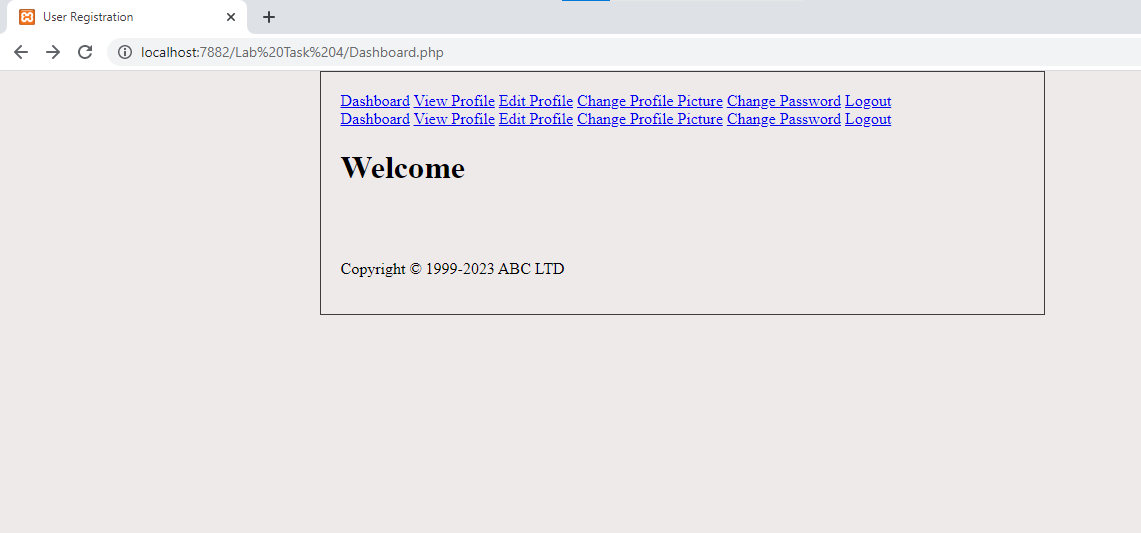 User Registration
localhost:7882/Lab%20Task%204/Dashboard.php
Dashboard View Profile Edit Profile Change Profile Picture Change Password Logout
Dashboard View Profile Edit Profile Change Profile Picture Change Password Logout
Welcome
Copyright © 1999-2023 ABC LTD